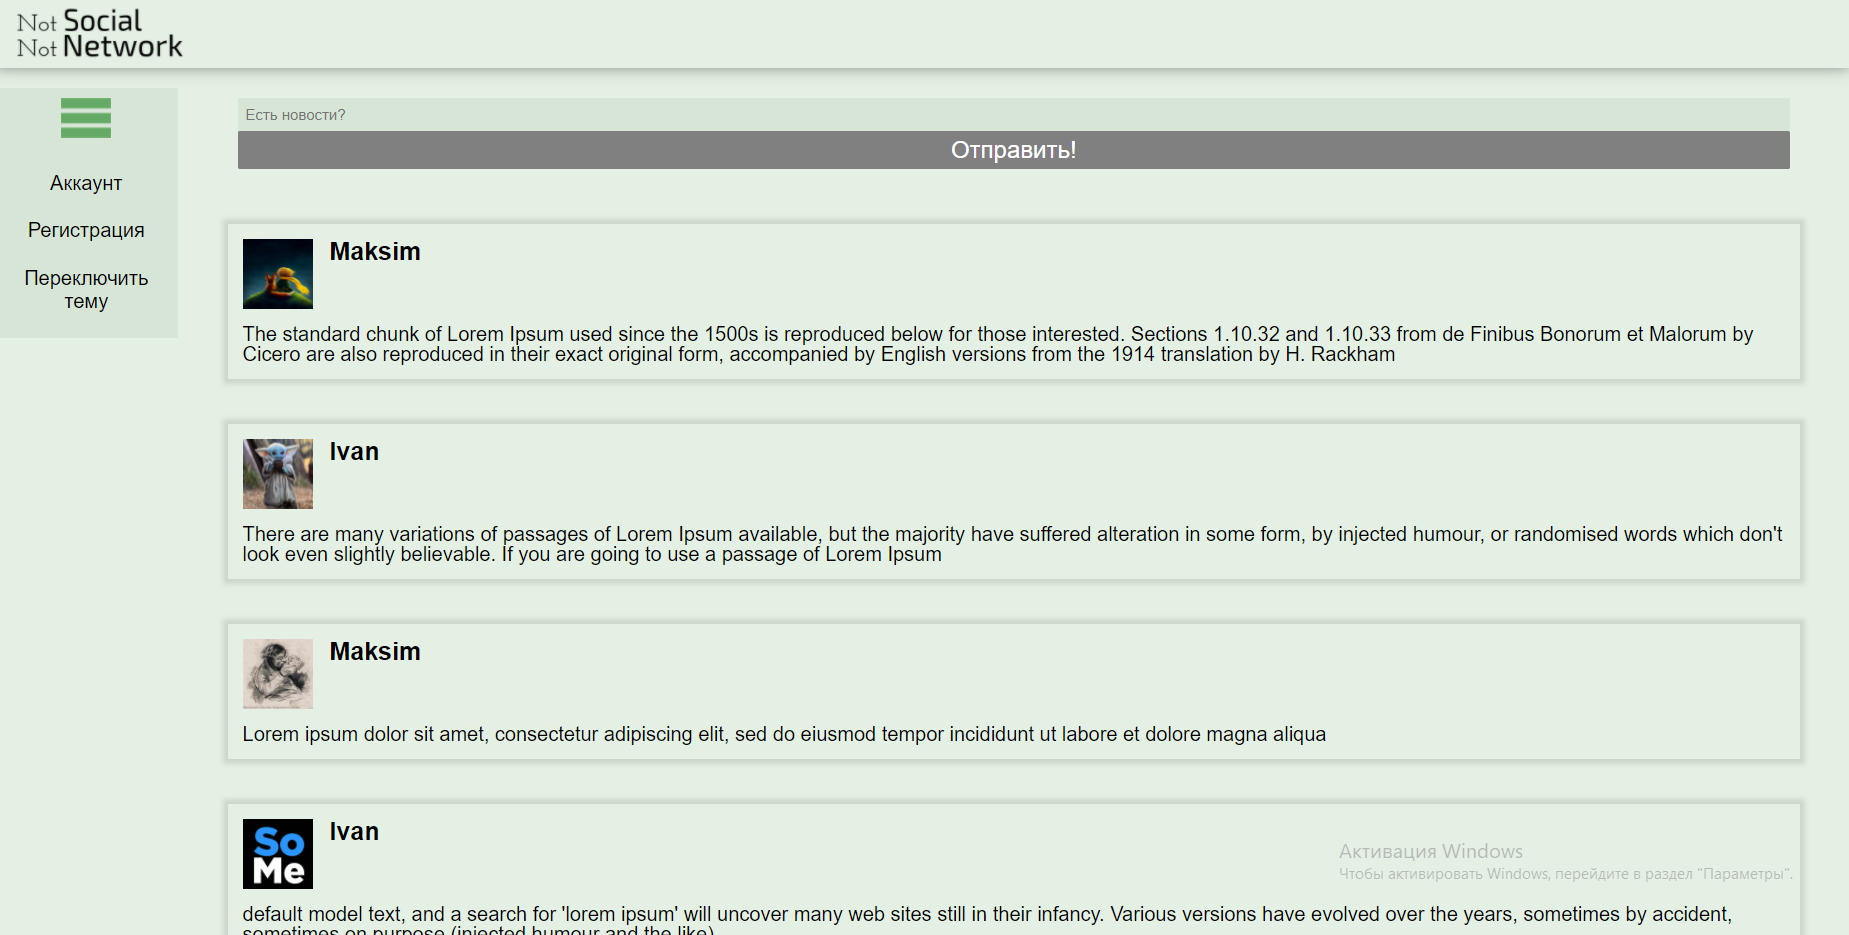 Not Social
Not Network
Аккаунт
Регистрация
Переключить
тему
Есть новости?
Отправить!
Maksim
The standard chunk of Lorem Ipsum used since the 1500s is reproduced below for those interested. Sections 1.10.32 and 1.10.33 from de Finibus Bonorum et Malorum by
Cicero are also reproduced in their exact original form, accompanied by English versions from the 1914 translation by H. Rackham
Ivan
There are many variations of passages of Lorem Ipsum available, but the majority have suffered alteration in some form, by injected humour, or randomised words which don't
look even slightly believable. If you are going to use a passage of Lorem Ipsum
Maksim
Lorem ipsum dolor sit amet, consectetur adipiscing elit, sed do eiusmod tempor incididunt ut labore et dolore magna aliqua
So
Me
Ivan
default model text, and a search for 'lorem ipsum' will uncover many web sites still in their infancy. Various versions have evolved over the years, sometimes by accident,
sometimes on purpose (injected humour and the like)
Активация Windows
Чтобы активировать Windows, перейдите в раздел "Параметры".